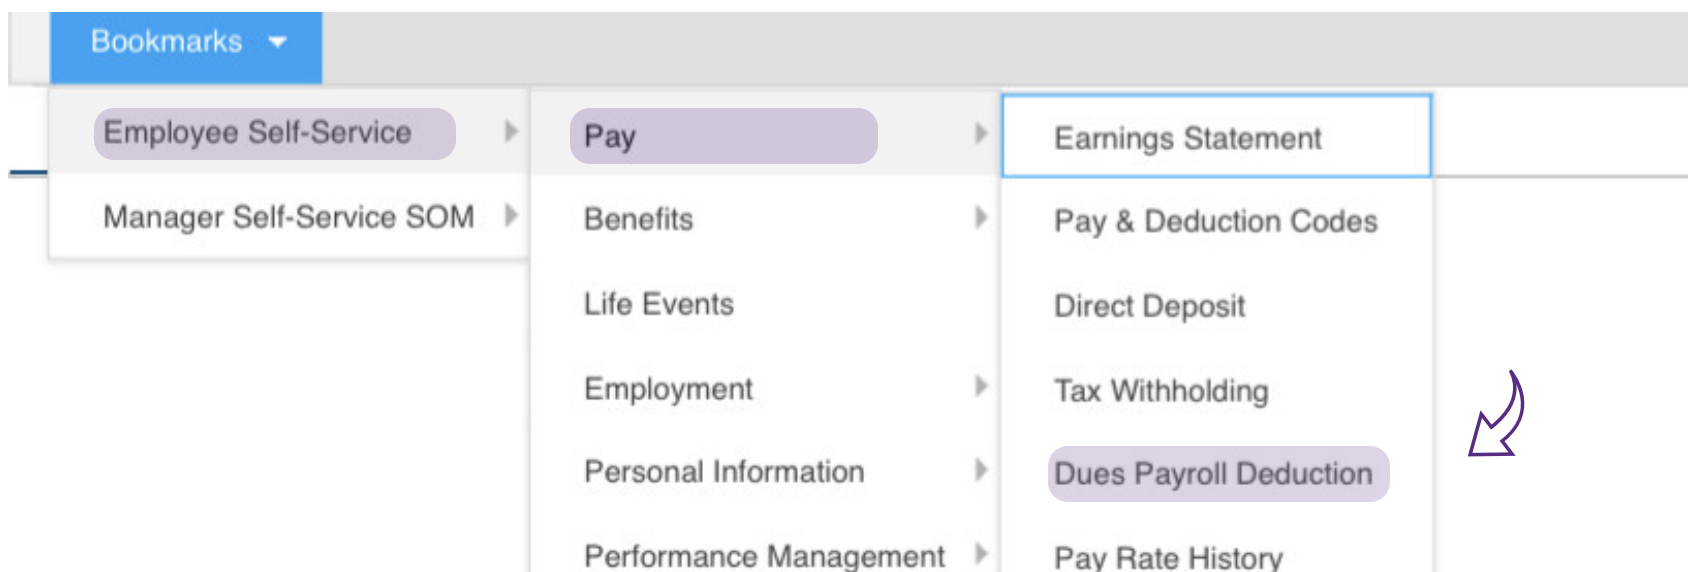 Bookmarks
Employee Self-Service
Manager Self-Service SOM
Pay
Benefits
Life Events
Employment
Personal Information
Performance Management
Earnings Statement
Pay & Deduction Codes
Direct Deposit
Tax Withholding
Dues Payroll Deduction
Pay Rate History